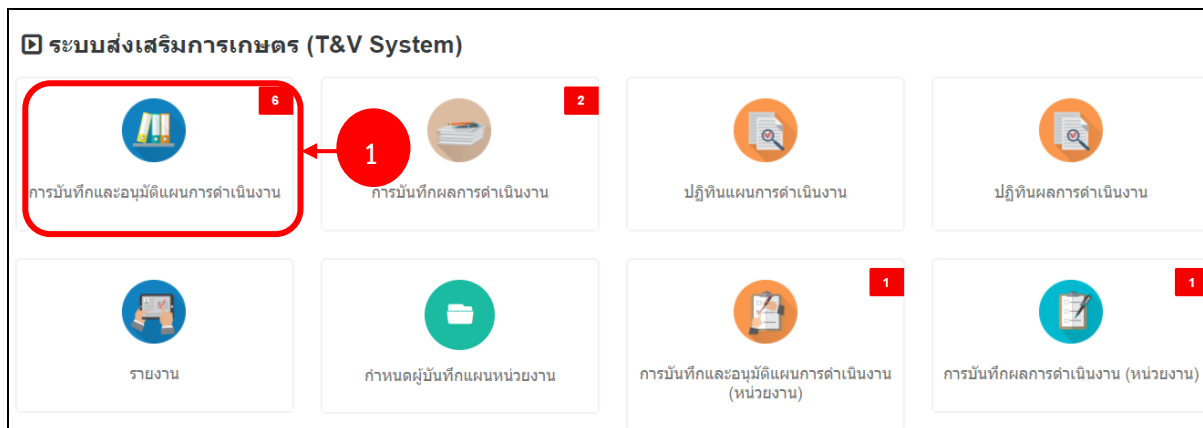 ระบบส่งเสริมการเกษตร (T&V System)
6
2
1
การบันทึกและอนุมัติแผนการดำเนินงาน
การบันทึกผลการดำเนินงาน
ปฏิทินแผนการดำเนินงาน
ปฏิทินผลการดำเนินงาน
1
1
รายงาน
กำหนดผู้บันทึกแผนหน่วยงาน
การบันทึกและอนุมัติแผนการดำเนินงาน
(หน่วยงาน)
การบันทึกผลการดำเนินงาน (หน่วยงาน)